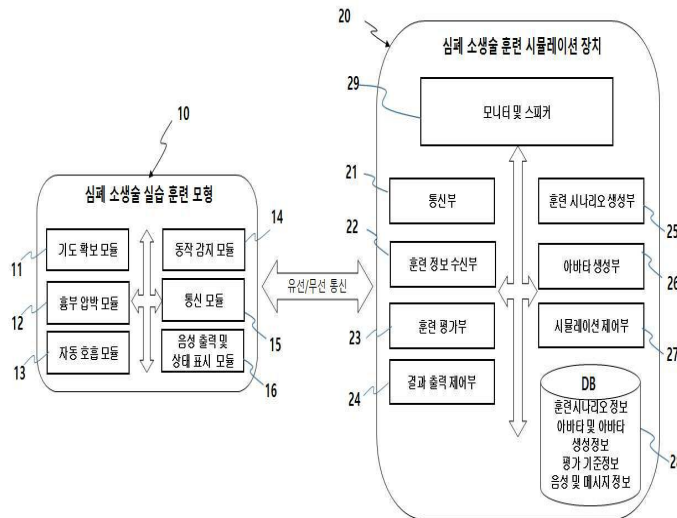 20
심폐 소생술 훈련 시뮬레이션 장치
29
모니터 및 스피커
10
심폐 소생술 실습 훈련 모형
11
기도 확보 모듈
12
흉부 압박 모듈
13
자동 호흡 모듈
14
동작 감지 모듈
통신 모듈
15
음성 출력 및
상태 표시 모듈
16
유선/무선 통신
21
통신부
22
훈련 정보 수신부
23
훈련 평가부
24
결과 출력 제어부
훈련 시나리오 생성부
25
아바타 생성부
26
시뮬레이션 제어부
27
DB
훈련시나리오 정보
아바타 및 아바타
생성정보
평가 기준정보
음성 및 메시지 정보
28